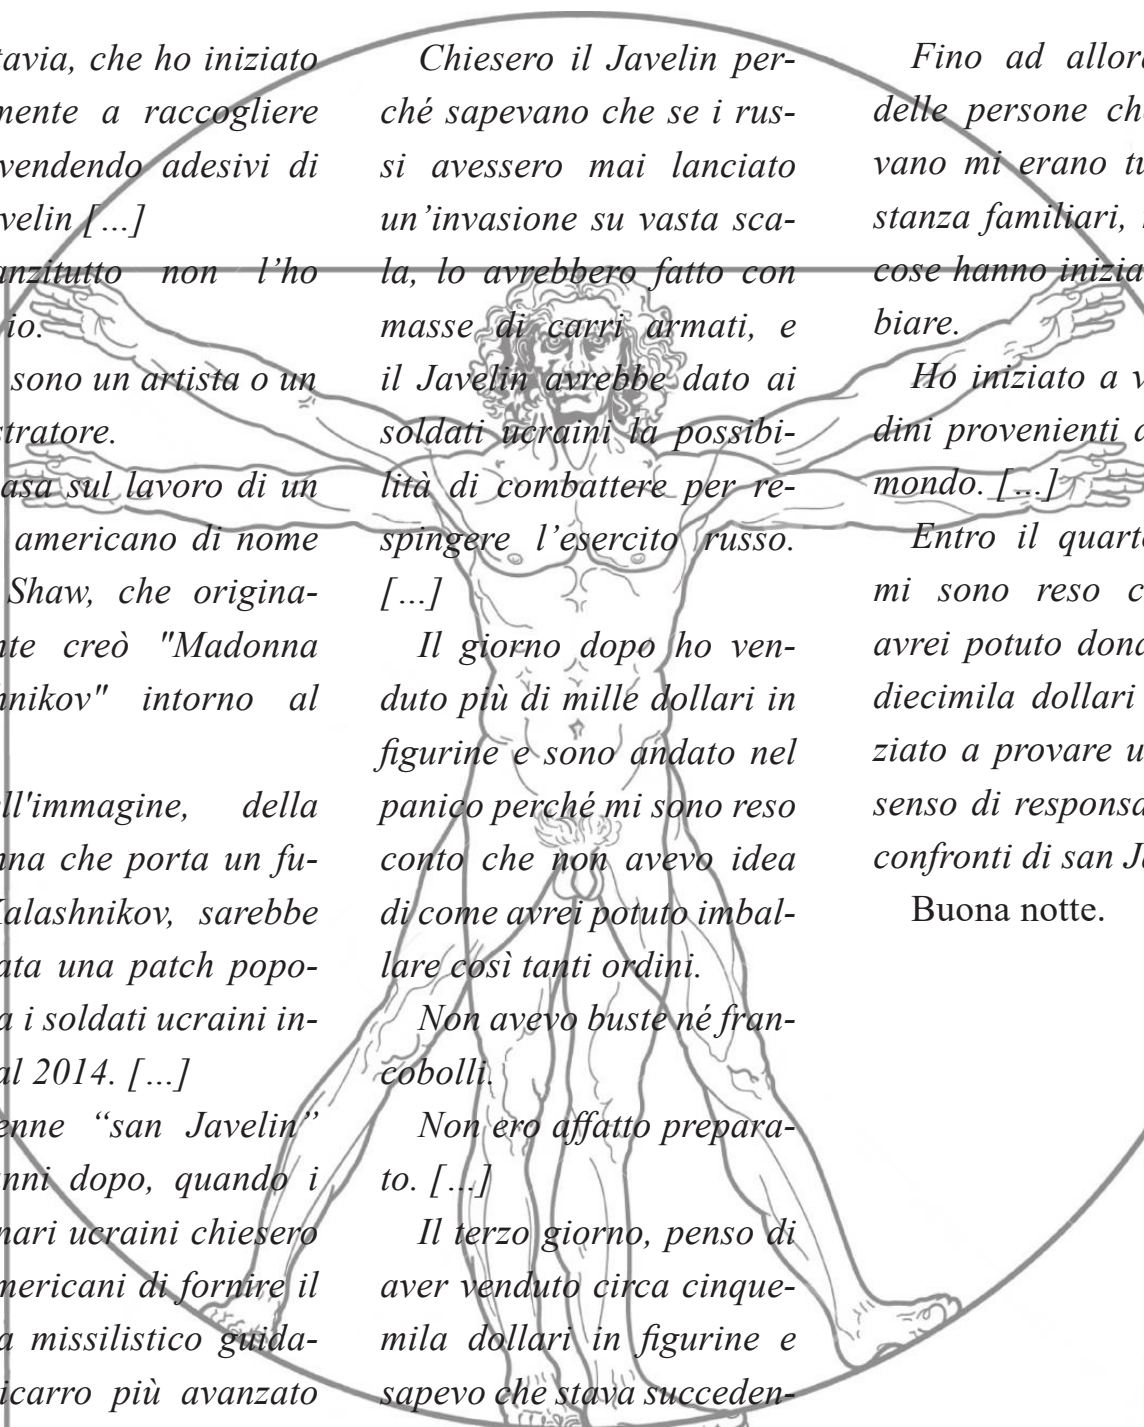 tavia, che ho iniziato
mente a raccogliere
vendendo adesivi di
velin [...]
anzitutto non l'ho
io.
sono un artista o un
stratore.
asa sul lavoro di un
americano di nome
Shaw, che origina-
nte creò "Madonna
hnikov" intorno al
ll'immagine, della
nna che porta un fu-
Kalashnikov, sarebbe
ata una patch popo-
a i soldati ucraini in-
al 2014. [...]
enne “san Javelin”
nni dopo, quando i
nari ucraini chiesero
mericani di fornire il
a missilistico guida-
icarro più avanzato
Chiesero il Javelin per-
ché sapevano che se i rus-
si avessero mai lanciato
un’invasione su vasta sca-
la, lo avrebbero fatto con
masse di carri armati, e
il Javelin avrebbe dato ai
soldati ucraini la possibi-
lità di combattere per re-
spingere l’esercito russo.
[...]
Il giorno dopo ho ven-
duto più di mille dollari in
figurine e sono andato nel
panico perché mi sono reso
conto che non avevo idea
di come avrei potuto imbal-
lare così tanti ordini.
Non avevo buste né fran-
cobolli.
Non ero affatto prepara-
to. [...]
Il terzo giorno, penso di
aver venduto circa cinque-
mila dollari in figurine e
sapevo che stava succeden-
Fino ad allora
delle persone che
vano mi erano tu
stanza familiari,
cose hanno inizia
biare.
Ho iniziato a v
dini provenienti a
mondo. [...]
Entro il quarto
mi sono reso c
avrei potuto dona
diecimila dollari
ziato a provare u
senso di responsa
confronti di san Ja
Buona notte.